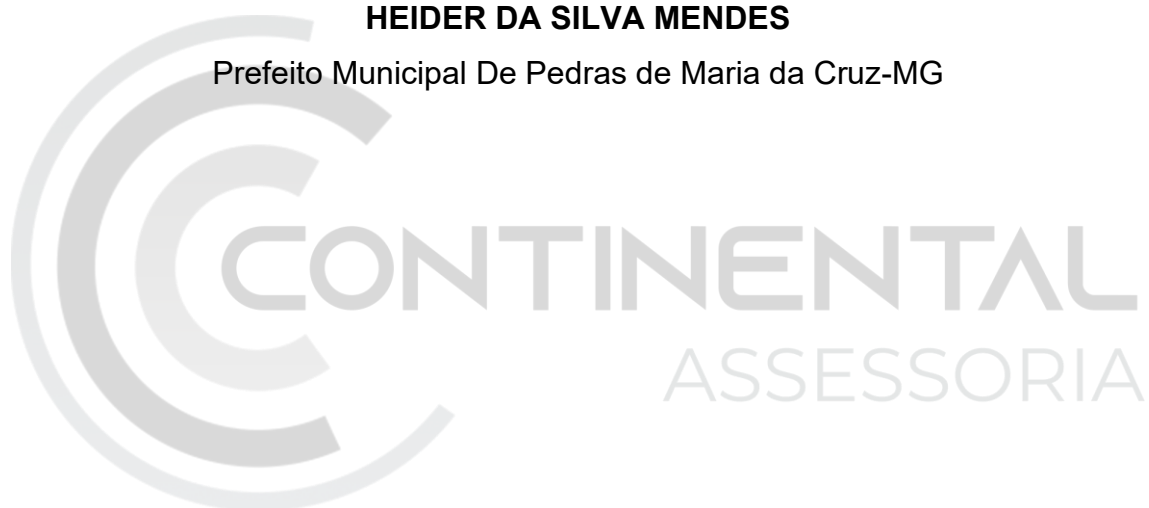 HEIDER DA SILVA MENDES
Prefeito Municipal De Pedras de Maria da Cruz-MG
CONTINENTAL
ASSESSORIA